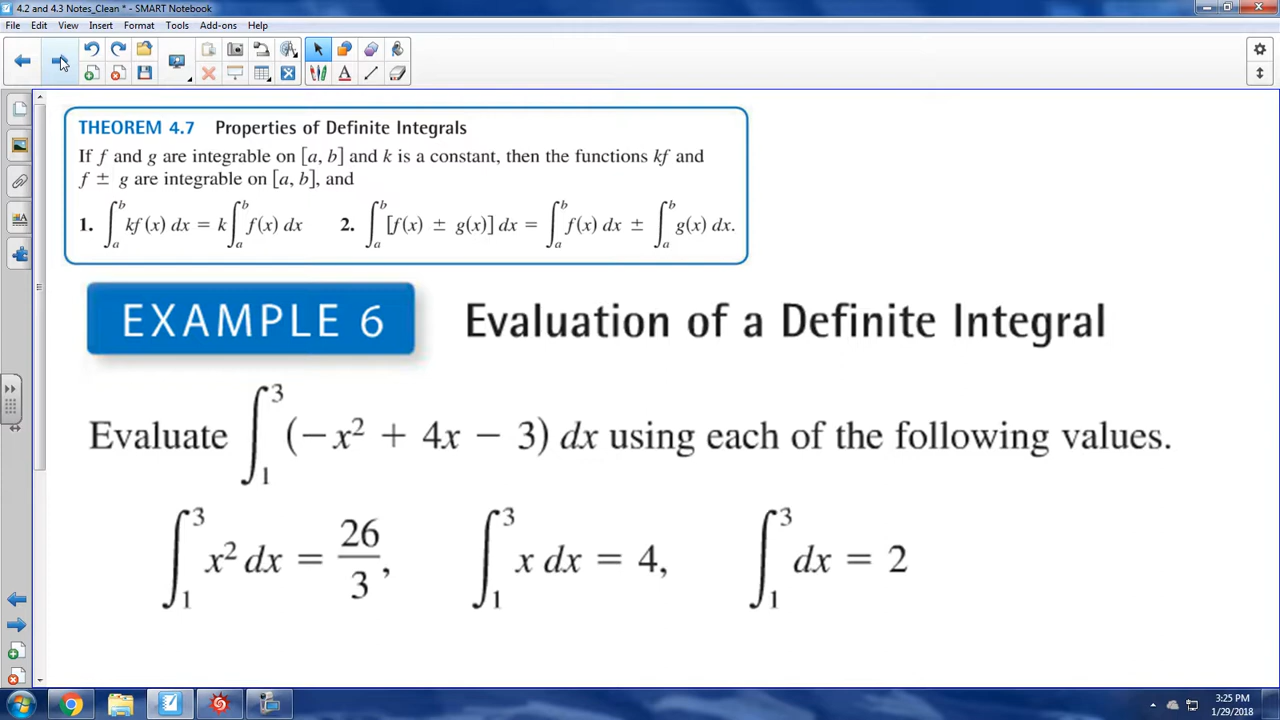 4.2 and 4.3 Notes_Clean * - SMART Notebook
File Edit View Insert Format Tools Add-ons Help
THEOREM 4.7 Properties of Definite Integrals
If f and g are integrable on [a, b] and k is a constant, then the functions kf and
f ± g are integrable on [a, b], and
1. ∫_a^b kf(x) dx = k∫_a^b f(x) dx 2. ∫_a^b [f(x) ± g(x)] dx = ∫_a^b f(x) dx ± ∫_a^b g(x) dx.
EXAMPLE 6 Evaluation of a Definite Integral
Evaluate ∫_1^3 (−x² + 4x − 3) dx using each of the following values.
∫_1^3 x² dx = 26/3, ∫_1^3 x dx = 4, ∫_1^3 dx = 2
3:25 PM
1/29/2018